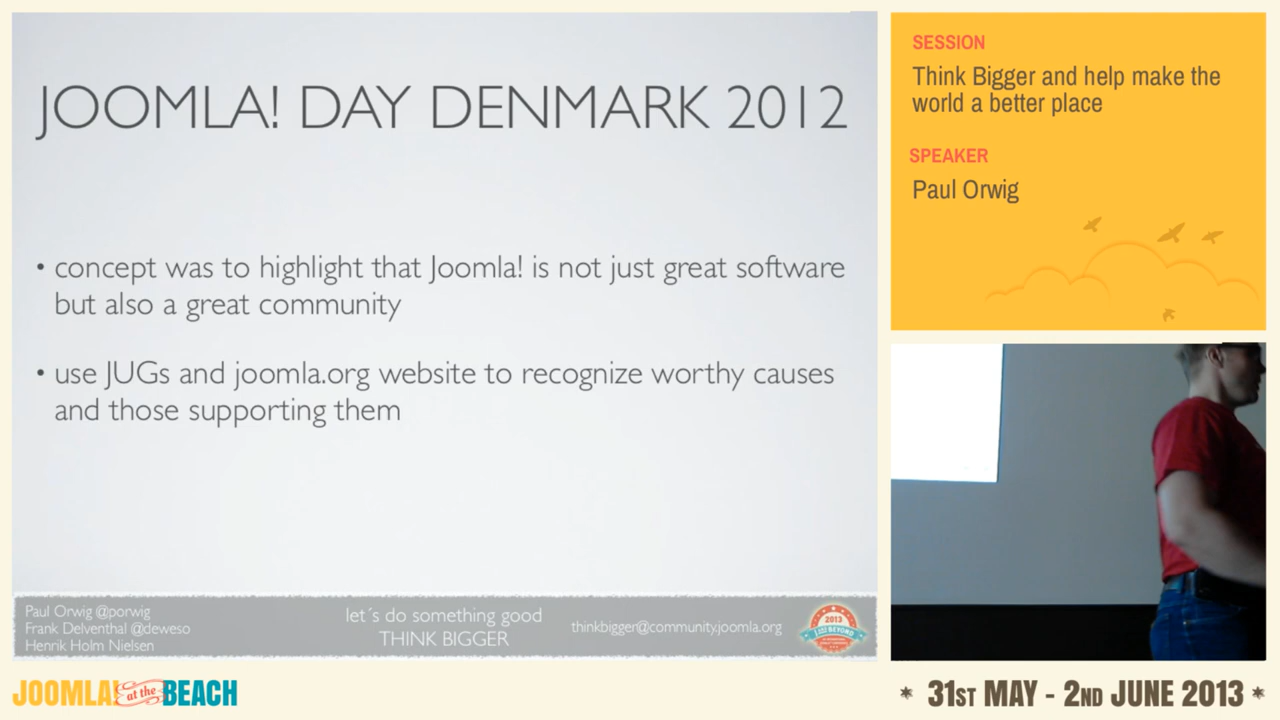 JOOMLA! DAY DENMARK 2012
• concept was to highlight that Joomla! is not just great software
but also a great community
• use JUGs and joomla.org website to recognize worthy causes
and those supporting them
Paul Orwig @porwig
Frank Delventhal @deweso
Henrik Holm Nielsen
let´s do something good
THINK BIGGER
thinkbigger@community.joomla.org
2013
JAB BEYOND
SESSION
Think Bigger and help make the
world a better place
SPEAKER
Paul Orwig
JOOMLA! at the BEACH
* 31ST MAY - 2ND JUNE 2013 *